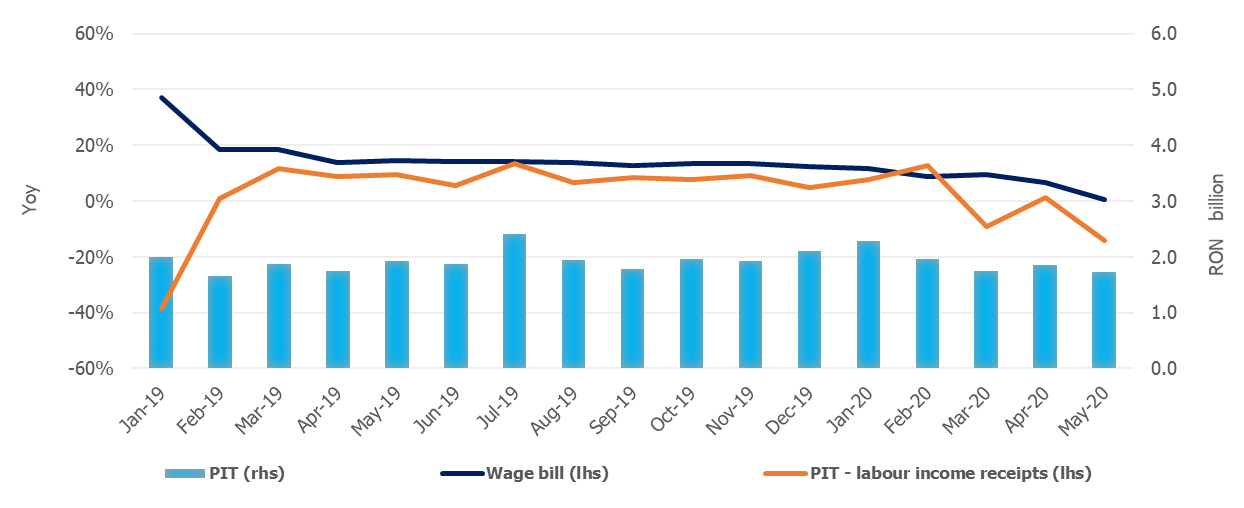 60%
40%
20%
0%
-20%
-40%
-60%
Yoy
6.0
5.0
4.0
3.0
2.0
1.0
0.0
RON billion
Jan-19
Feb-19
Mar-19
Apr-19
May-19
Jun-19
Jul-19
Aug-19
Sep-19
Oct-19
Nov-19
Dec-19
Jan-20
Feb-20
Mar-20
Apr-20
May-20
PIT (rhs)
Wage bill (lhs)
PIT - labour income receipts (lhs)